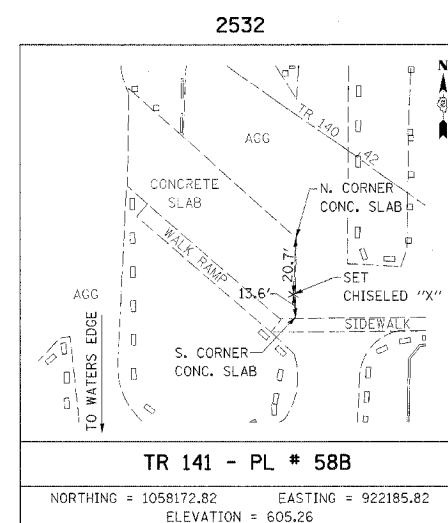 2532
N
TR 140
42
AGG
CONCRETE
SLAB
N. CORNER
CONC. SLAB
WALK RAMP
20.7'
13.6'
SET
CHISELED "X"
AGG
SIDEWALK
S. CORNER
CONC. SLAB
TO WATERS EDGE
TR 141 - PL # 58B
NORTHING = 1058172.82 EASTING = 922185.82
ELEVATION = 605.26